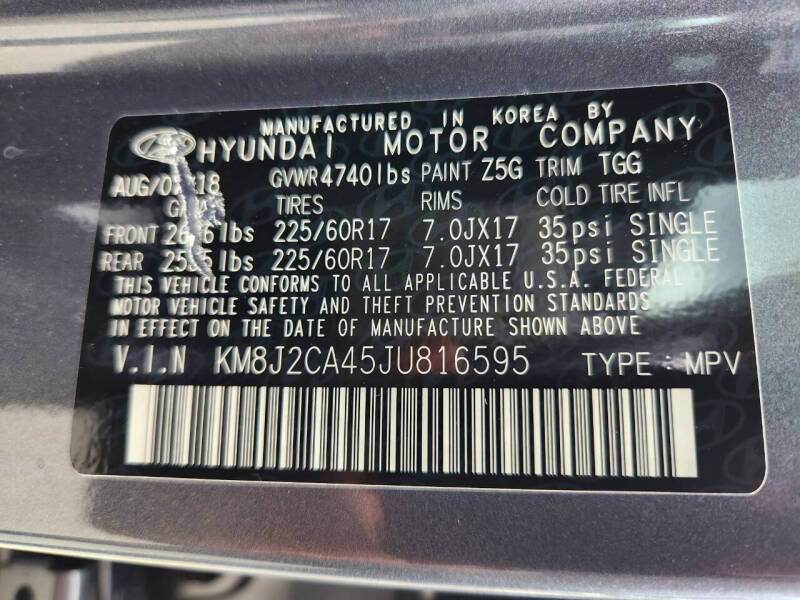 MANUFACTURED IN KOREA BY
HYUNDAI MOTOR COMPANY
GVWR 4740lbs PAINT Z5G TRIM TGG
TIRES RIMS COLD TIRE INFL
FRONT 225/60R17 7.0JX17 35psi SINGLE
REAR 225/60R17 7.0JX17 35psi SINGLE
THIS VEHICLE CONFORMS TO ALL APPLICABLE U.S.A. FEDERAL
MOTOR VEHICLE SAFETY AND THEFT PREVENTION STANDARDS
IN EFFECT ON THE DATE OF MANUFACTURE SHOWN ABOVE
V.I.N KM8J2CA45JU816595 TYPE : MPV